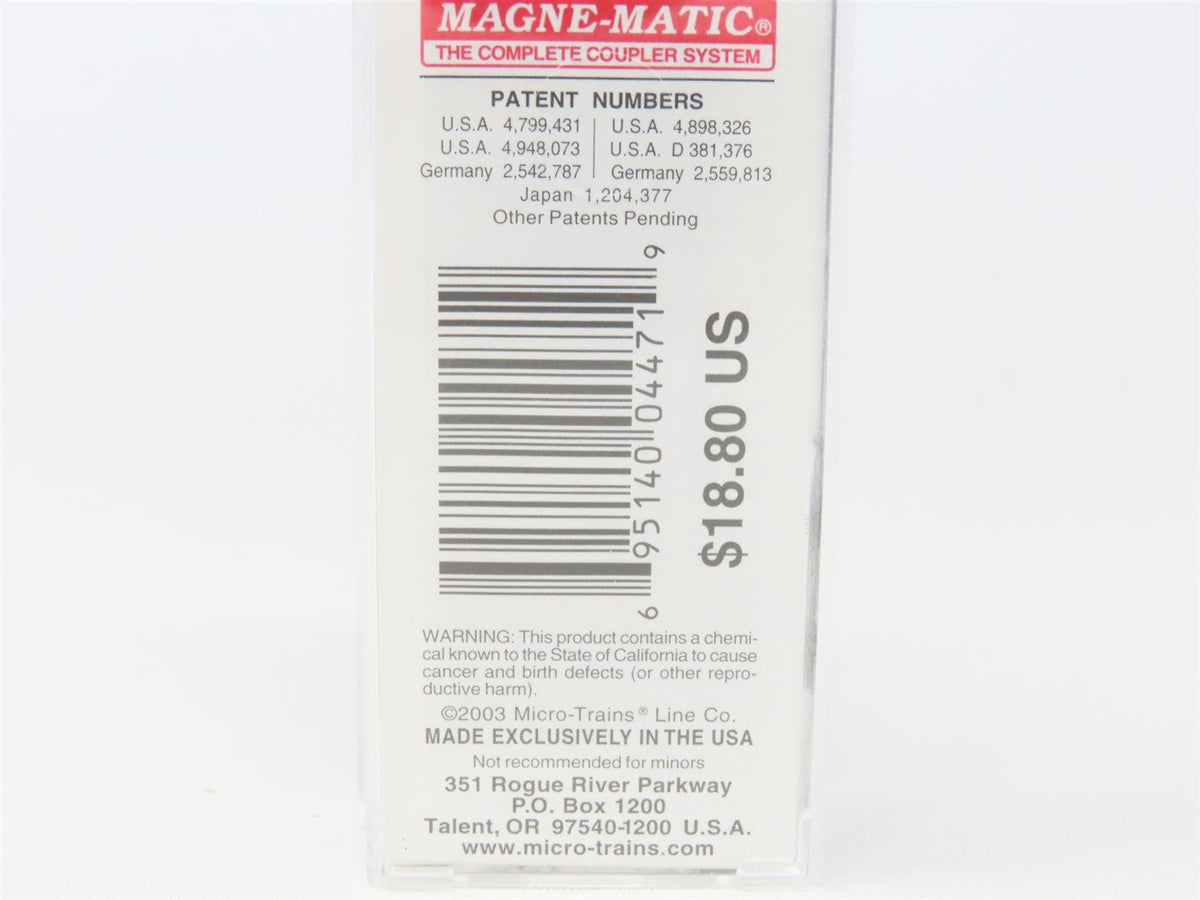 MAGNE-MATIC®
THE COMPLETE COUPLER SYSTEM
PATENT NUMBERS
U.S.A. 4,799,431 | U.S.A. 4,898,326
U.S.A. 4,948,073 | U.S.A. D 381,376
Germany 2,542,787 | Germany 2,559,813
Japan 1,204,377
Other Patents Pending
6 95140 04471 9
$18.80 US
WARNING: This product contains a chemi-
cal known to the State of California to cause
cancer and birth defects (or other repro-
ductive harm).
©2003 Micro-Trains® Line Co.
MADE EXCLUSIVELY IN THE USA
Not recommended for minors
351 Rogue River Parkway
P.O. Box 1200
Talent, OR 97540-1200 U.S.A.
www.micro-trains.com